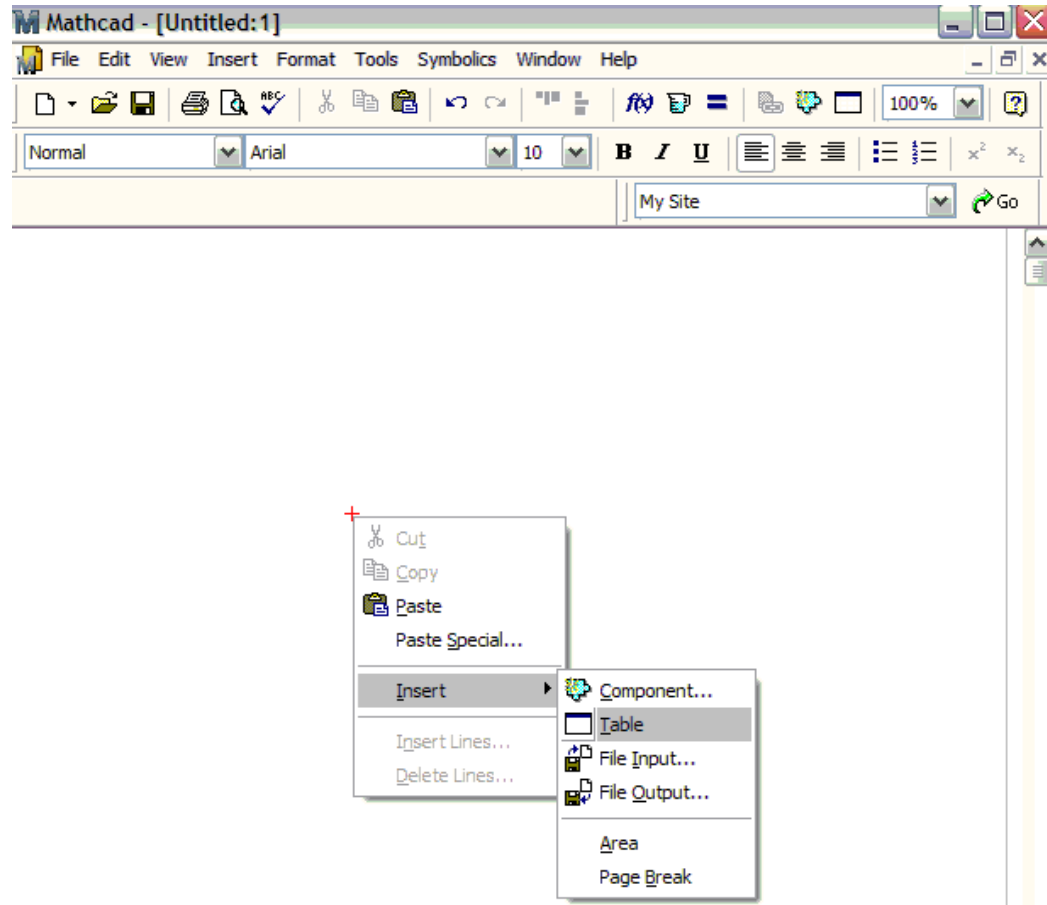 Mathcad - [Untitled:1]
File Edit View Insert Format Tools Symbolics Window Help
ABC f(x) 100% ?
Normal Arial 10 B I U x² x₂
My Site Go
Cut
Copy
Paste
Paste Special...
Insert
Component...
Table
Insert Lines...
File Input...
Delete Lines...
File Output...
Area
Page Break